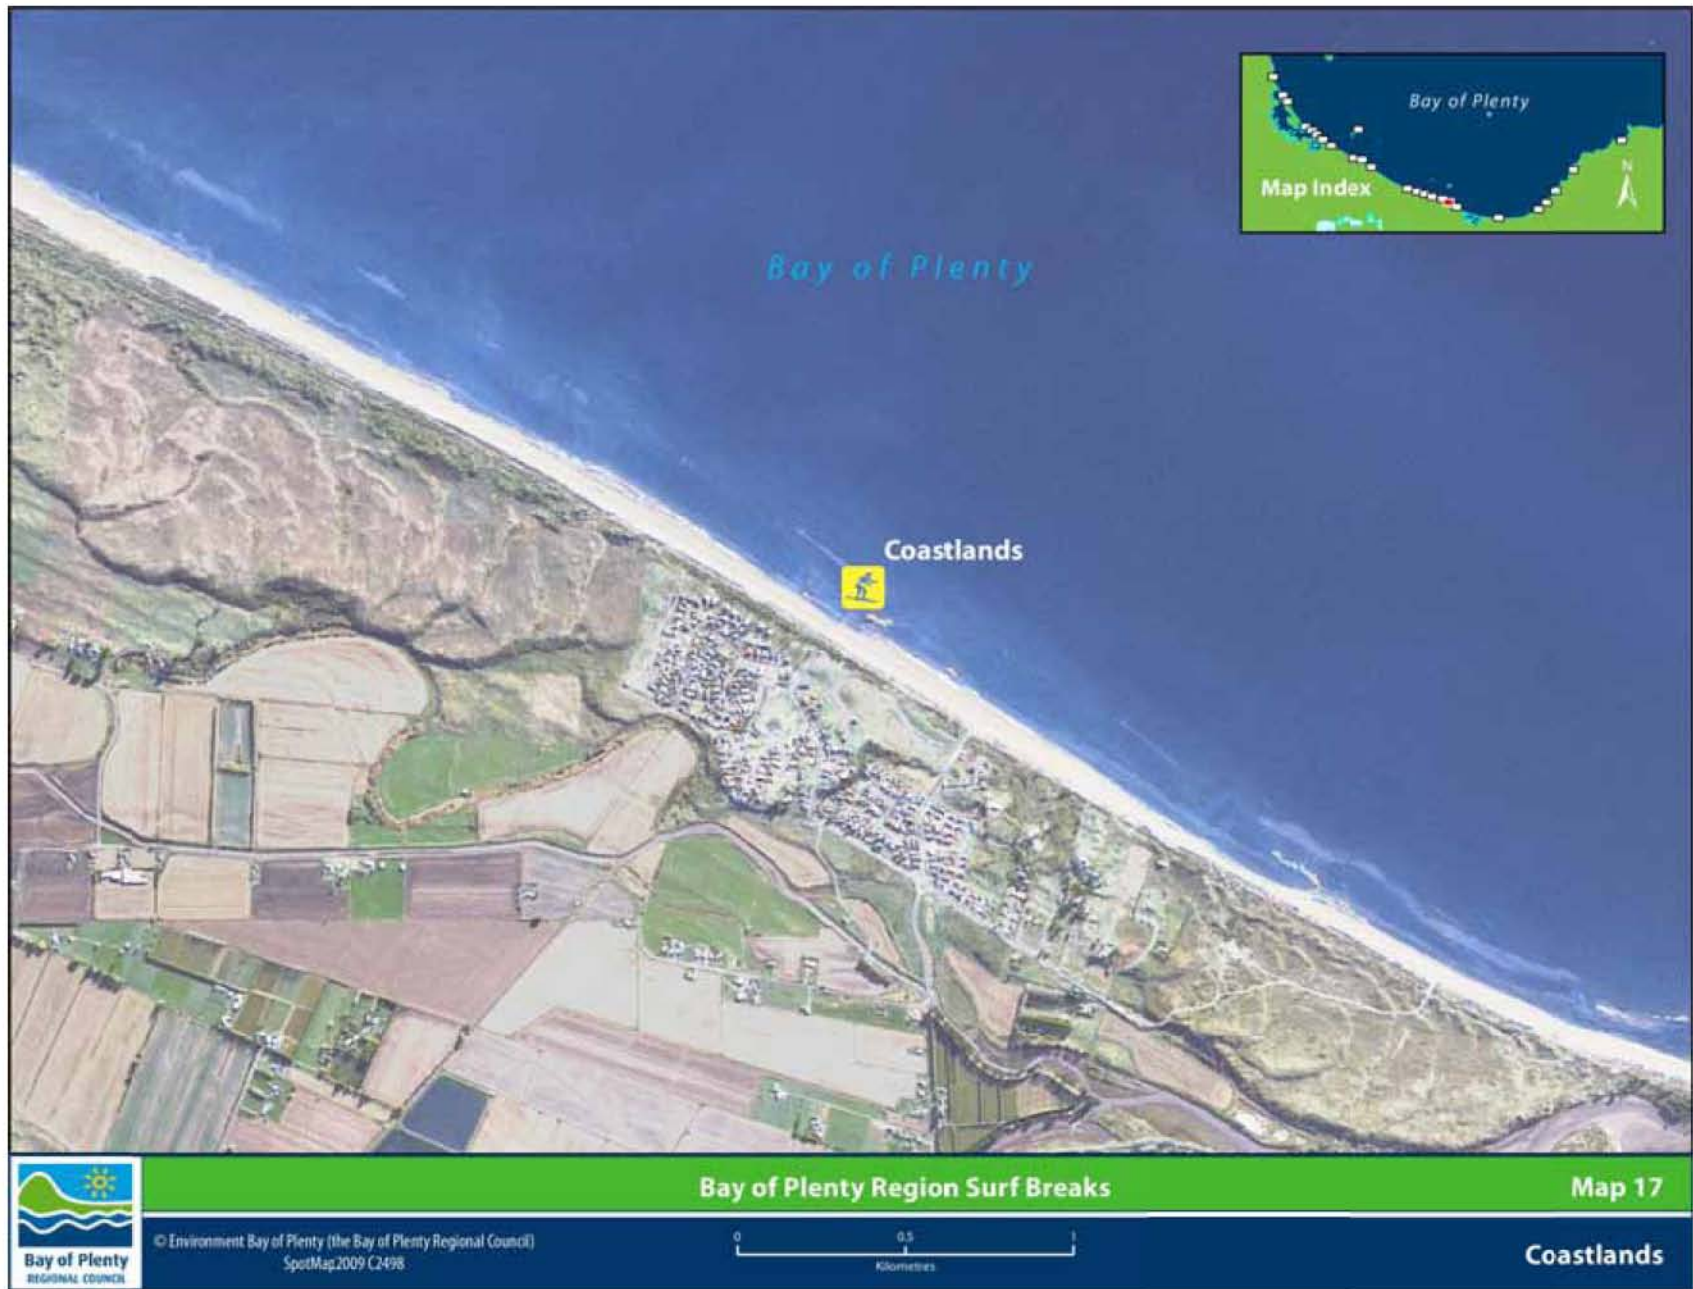 Bay of Plenty
Map Index
N
Bay of Plenty
Coastlands
Bay of Plenty Region Surf Breaks
Map 17
Bay of Plenty
REGIONAL COUNCIL
© Environment Bay of Plenty (the Bay of Plenty Regional Council)
SpotMap2009 C2498
0 0.5 1
Kilometres
Coastlands